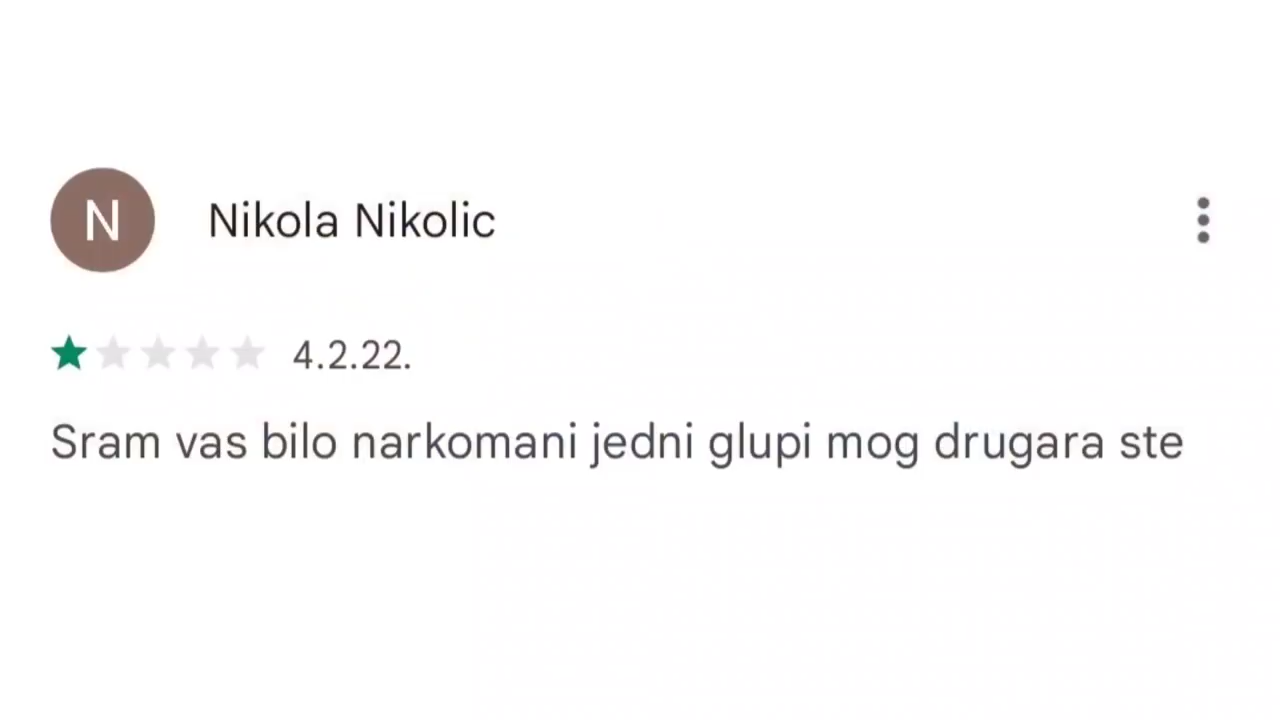 N
Nikola Nikolic
4.2.22.
Sram vas bilo narkomani jedni glupi mog drugara ste